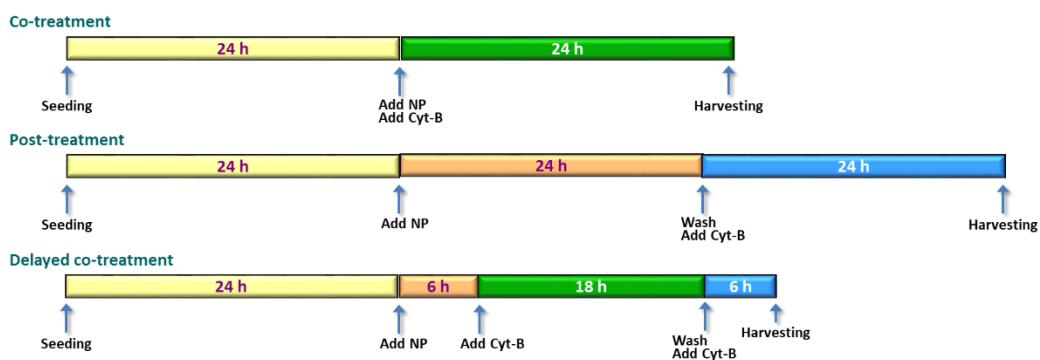 Co-treatment
24 h 24 h
Seeding Add NP Harvesting
Add Cyt-B
Post-treatment
24 h 24 h 24 h
Seeding Add NP Wash Harvesting
Add Cyt-B
Delayed co-treatment
24 h 6 h 18 h 6 h
Seeding Add NP Add Cyt-B Wash Harvesting
Add Cyt-B